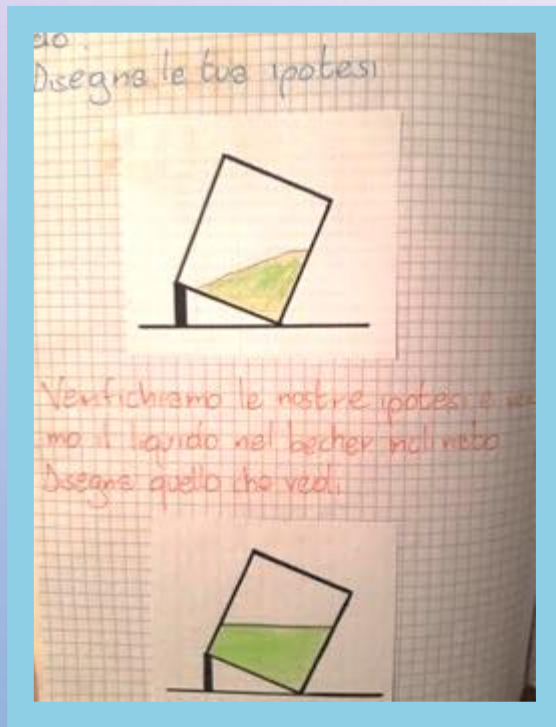 Disegna le tue ipotesi
Verifichiamo le nostre ipotesi e
mo il liquido nel becher inclinato
Disegna quello che vedi